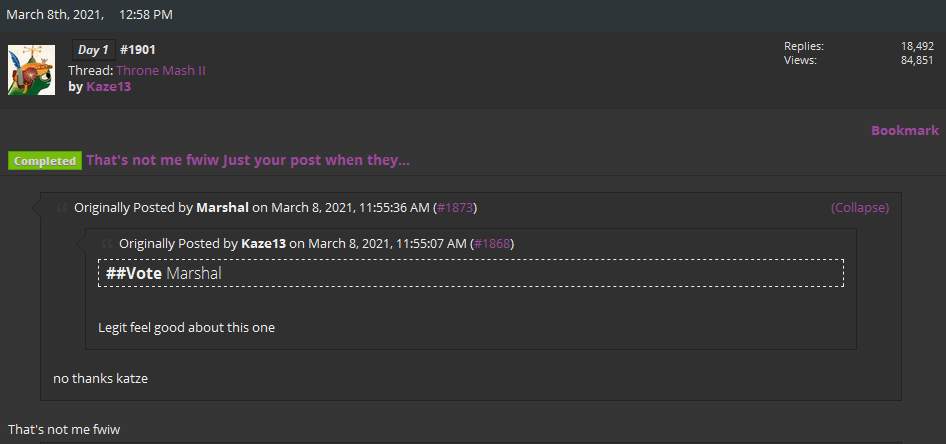 March 8th, 2021, 12:58 PM
Day 1 #1901
Replies: 18,492
Thread: Throne Mash II
Views: 84,851
by Kaze13
Bookmark
Completed That's not me fwiw Just your post when they...
Originally Posted by Marshal on March 8, 2021, 11:55:36 AM (#1873) (Collapse)
Originally Posted by Kaze13 on March 8, 2021, 11:55:07 AM (#1868)
##Vote Marshal
Legit feel good about this one
no thanks katze
That's not me fwiw